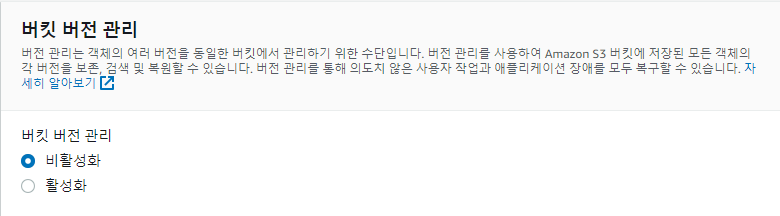 버킷 버전 관리
버전 관리는 객체의 여러 버전을 동일한 버킷에서 관리하기 위한 수단입니다. 버전 관리를 사용하여 Amazon S3 버킷에 저장된 모든 객체의
각 버전을 보존, 검색 및 복원할 수 있습니다. 버전 관리를 통해 의도치 않은 사용자 작업과 애플리케이션 장애를 모두 복구할 수 있습니다. 자
세히 알아보기
버킷 버전 관리
비활성화
활성화